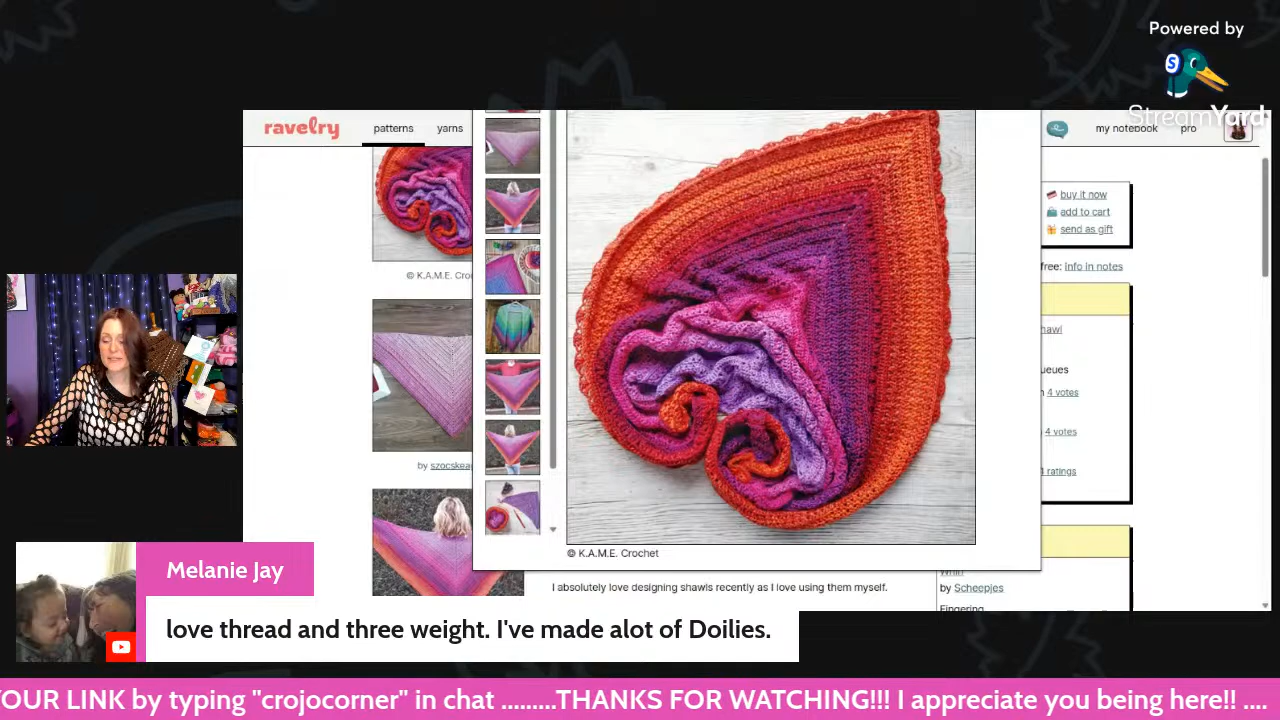 Powered by
StreamYard
ravelry
patterns
yarns
my notebook
pro
buy it now
add to cart
send as gift
free: info in notes
© K.A.M.E.
4 votes
4 votes
ratings
by
© K.A.M.E. Crochet
I absolutely love designing shawls recently as I love using them myself.
by Scheepjes
Fingering
Melanie Jay
love thread and three weight. I've made alot of Doilies.
YOUR LINK by typing "crojocorner" in chat .........THANKS FOR WATCHING!!! I appreciate you being here!! ....